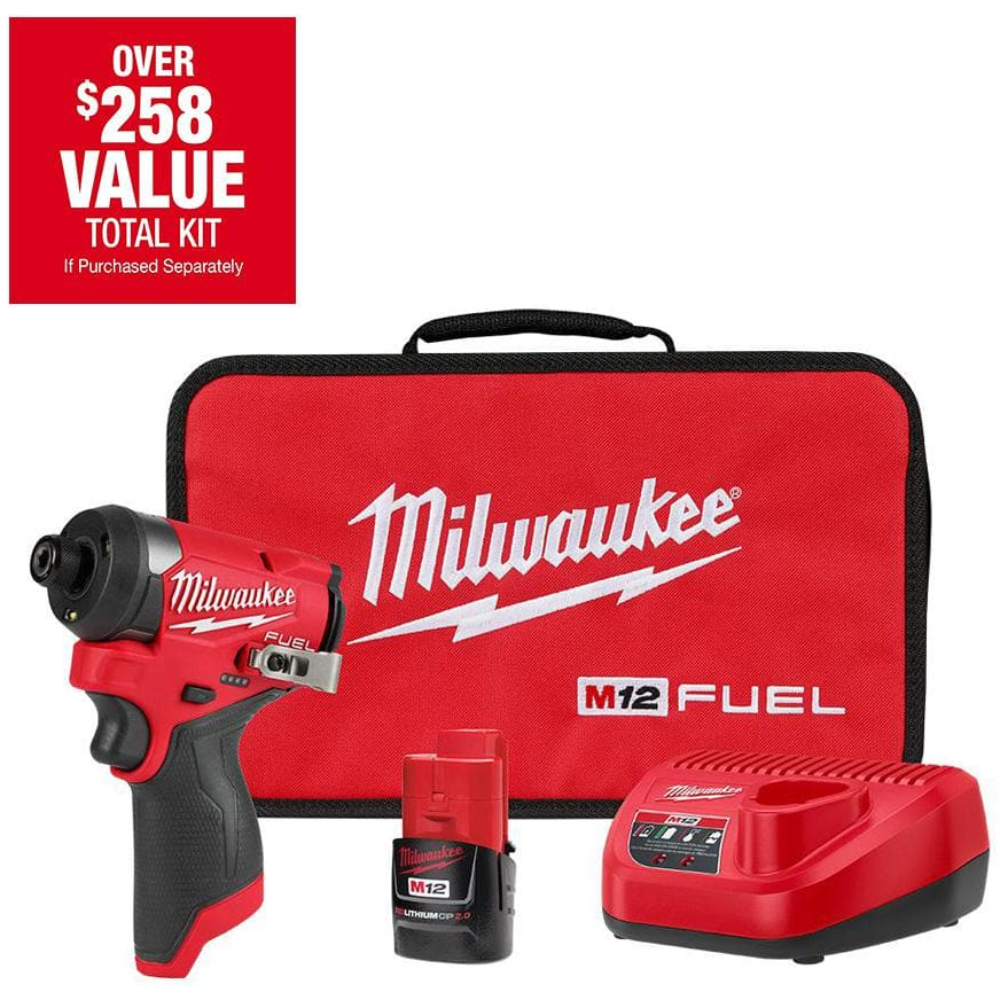 OVER
$258
VALUE
TOTAL KIT
If Purchased Separately
Milwaukee®
M12 FUEL
Milwaukee
FUEL
Milwaukee
M12
REDLITHIUM CP 2.0
Milwaukee
M12